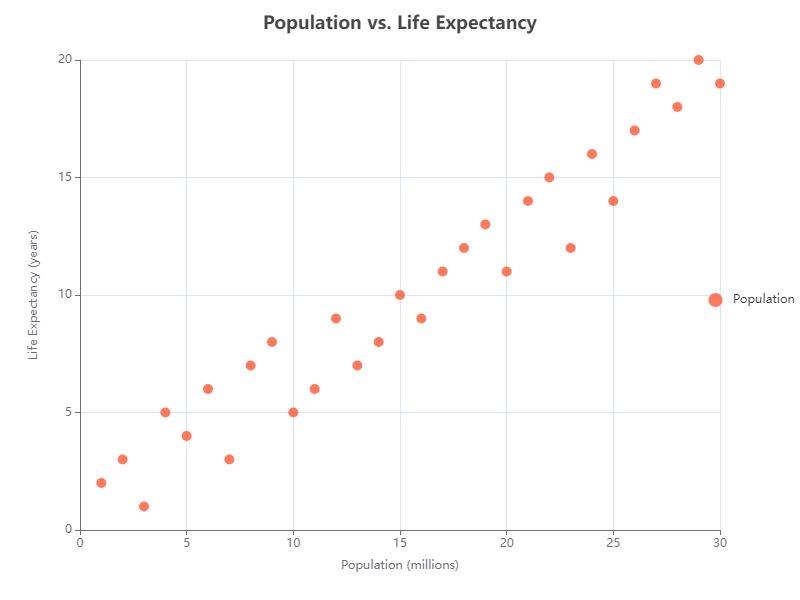 Population vs. Life Expectancy
Life Expectancy (years)
20
15
10
5
0
0 5 10 15 20 25 30
Population (millions)
Population